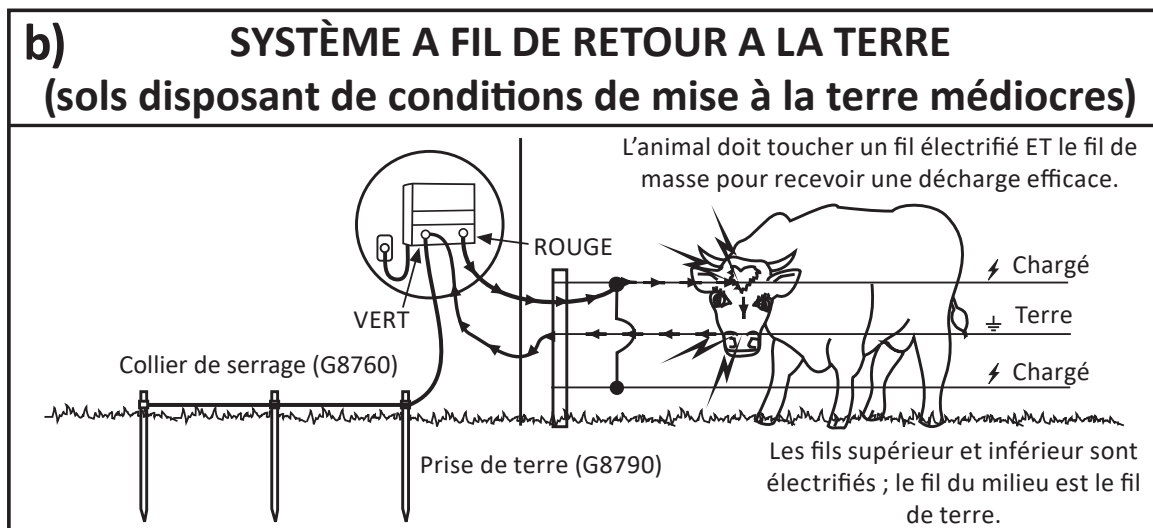 b)
SYSTÈME A FIL DE RETOUR A LA TERRE
(sols disposant de conditions de mise à la terre médiocres)
L'animal doit toucher un fil électrifié ET le fil de
masse pour recevoir une décharge efficace.
ROUGE
VERT
Chargé
Terre
Chargé
Collier de serrage (G8760)
Prise de terre (G8790)
Les fils supérieur et inférieur sont
électrifiés ; le fil du milieu est le fil
de terre.